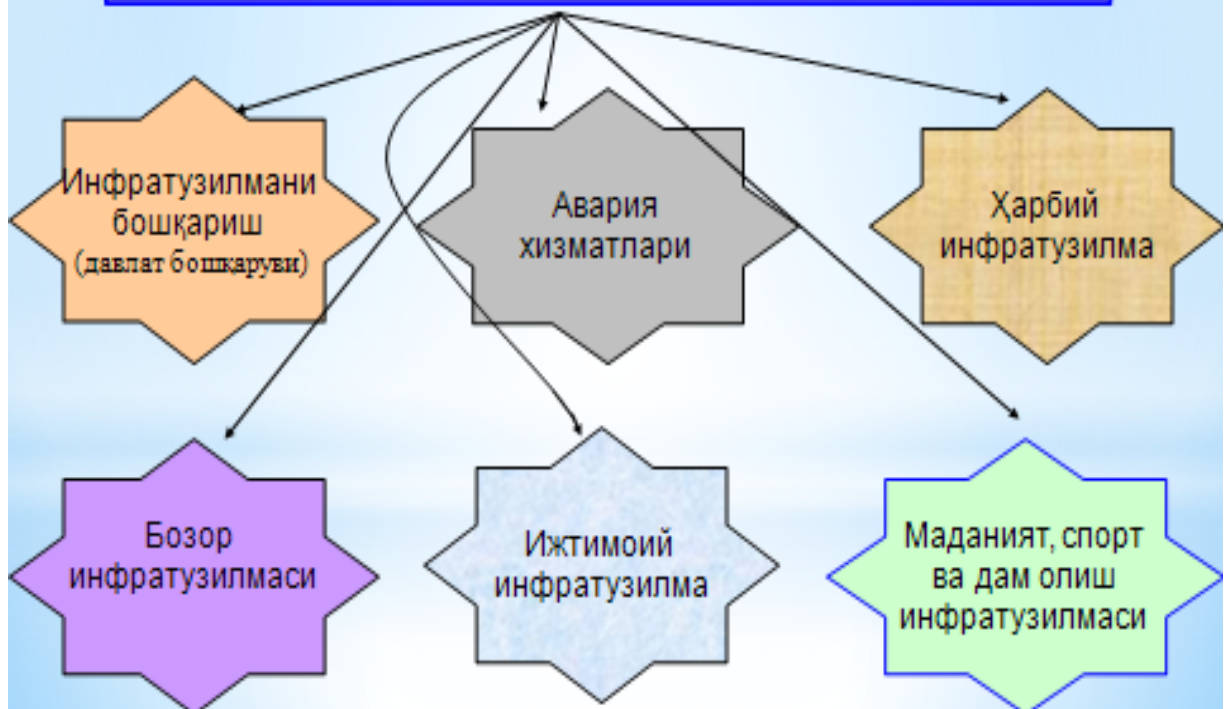 Инфратузилмани
бошқариш
(давлат бошқаруви)
Авария
хизматлари
Ҳарбий
инфратузилма
Бозор
инфратузилмаси
Ижтимоий
инфратузилма
Маданият, спорт
ва дам олиш
инфратузилмаси